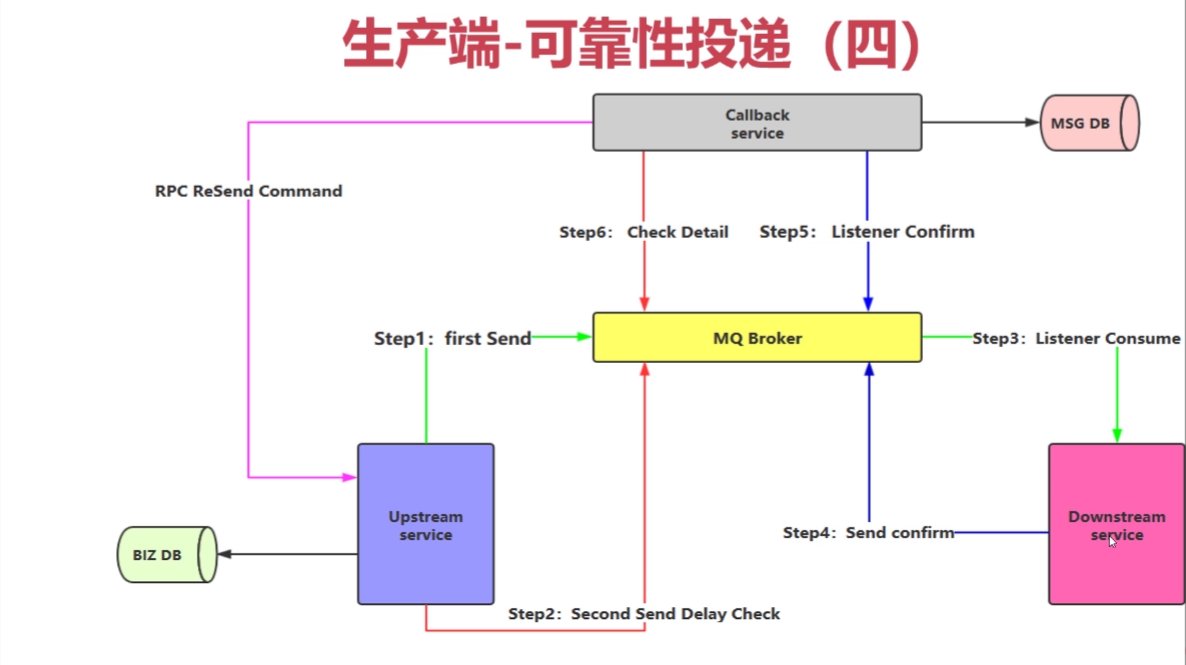 生产端-可靠性投递（四）
Callback
service
MSG DB
RPC ReSend Command
Step6： Check Detail
Step5： Listener Confirm
Step1：first Send
MQ Broker
Step3：Listener Consume
Upstream
service
Downstream
service
Step4：Send confirm
BIZ DB
Step2：Second Send Delay Check